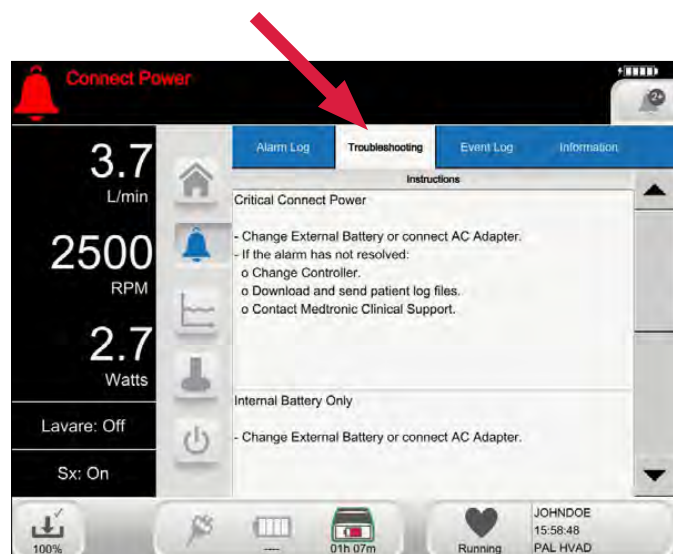 Connect Power
2+
3.7
L/min
2500
RPM
2.7
Watts
Lavare: Off
Sx: On
Alarm Log
Troubleshooting
Event Log
Information
Instructions
Critical Connect Power
- Change External Battery or connect AC Adapter.
- If the alarm has not resolved:
o Change Controller.
o Download and send patient log files.
o Contact Medtronic Clinical Support.
Internal Battery Only
- Change External Battery or connect AC Adapter.
100%
----
01h 07m
Running
JOHNDOE
15:58:48
PAL HVAD